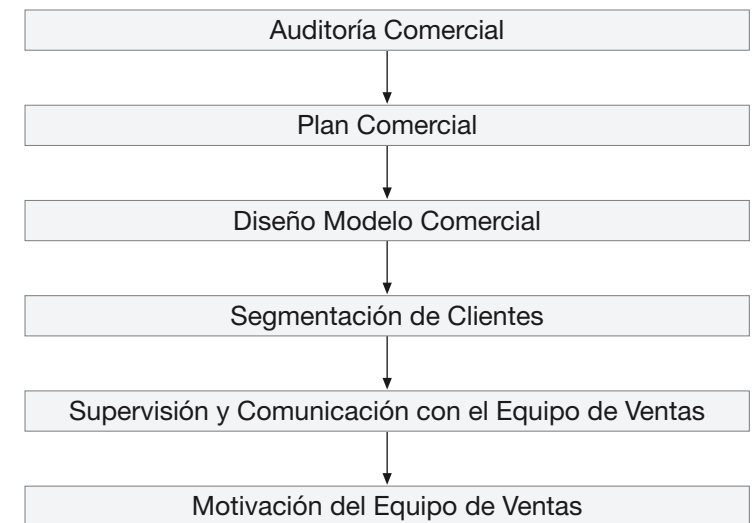 Auditoría Comercial
Plan Comercial
Diseño Modelo Comercial
Segmentación de Clientes
Supervisión y Comunicación con el Equipo de Ventas
Motivación del Equipo de Ventas